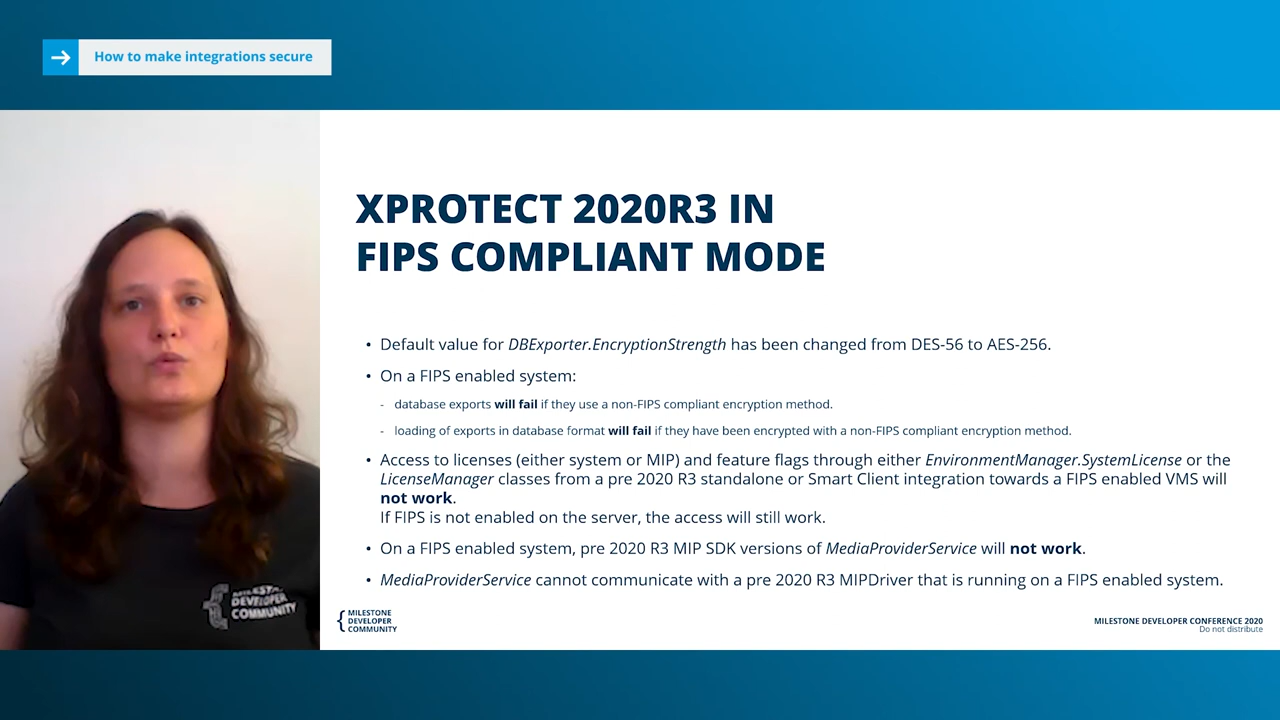 How to make integrations secure
XPROTECT 2020R3 IN
FIPS COMPLIANT MODE
• Default value for DBExporter.EncryptionStrength has been changed from DES-56 to AES-256.
• On a FIPS enabled system:
- database exports will fail if they use a non-FIPS compliant encryption method.
- loading of exports in database format will fail if they have been encrypted with a non-FIPS compliant encryption method.
• Access to licenses (either system or MIP) and feature flags through either EnvironmentManager.SystemLicense or the
LicenseManager classes from a pre 2020 R3 standalone or Smart Client integration towards a FIPS enabled VMS will
not work.
If FIPS is not enabled on the server, the access will still work.
• On a FIPS enabled system, pre 2020 R3 MIP SDK versions of MediaProviderService will not work.
• MediaProviderService cannot communicate with a pre 2020 R3 MIPDriver that is running on a FIPS enabled system.
MILESTONE
DEVELOPER
COMMUNITY
MILESTONE DEVELOPER CONFERENCE 2020
Do not distribute
MILESTONE
DEVELOPER
COMMUNITY